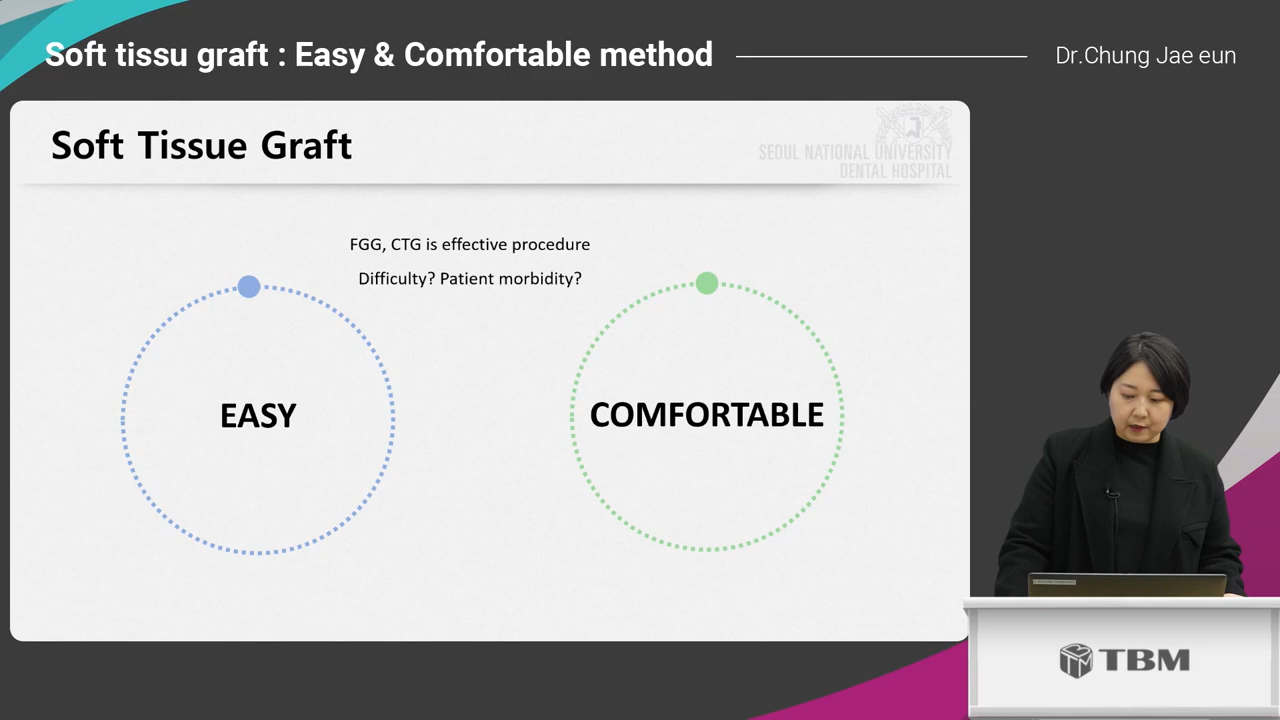 Soft tissu graft : Easy & Comfortable method
Dr.Chung Jae eun
Soft Tissue Graft
SEOUL NATIONAL UNIVERSITY
DENTAL HOSPITAL
FGG, CTG is effective procedure
Difficulty? Patient morbidity?
EASY
COMFORTABLE
TBM